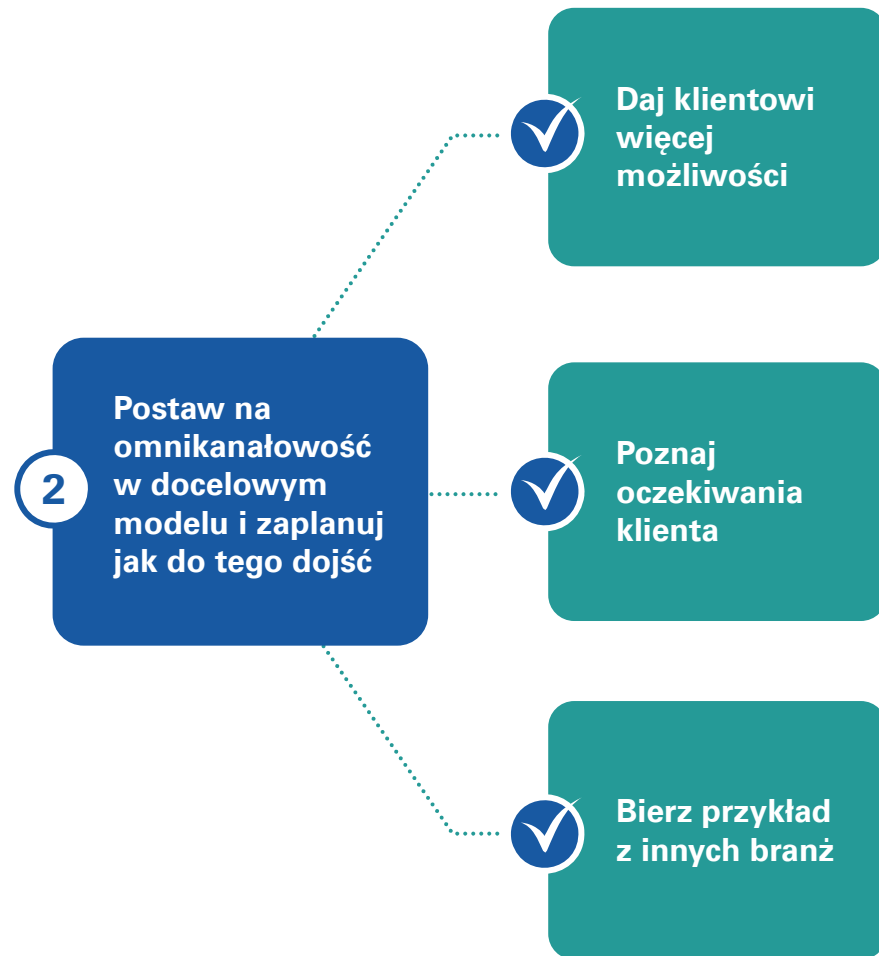 2
Postaw na
omnikanałowość
w docelowym
modelu i zaplanuj
jak do tego dojść
Daj klientowi
więcej
możliwości
Poznaj
oczekiwania
klienta
Bierz przykład
z innych branż